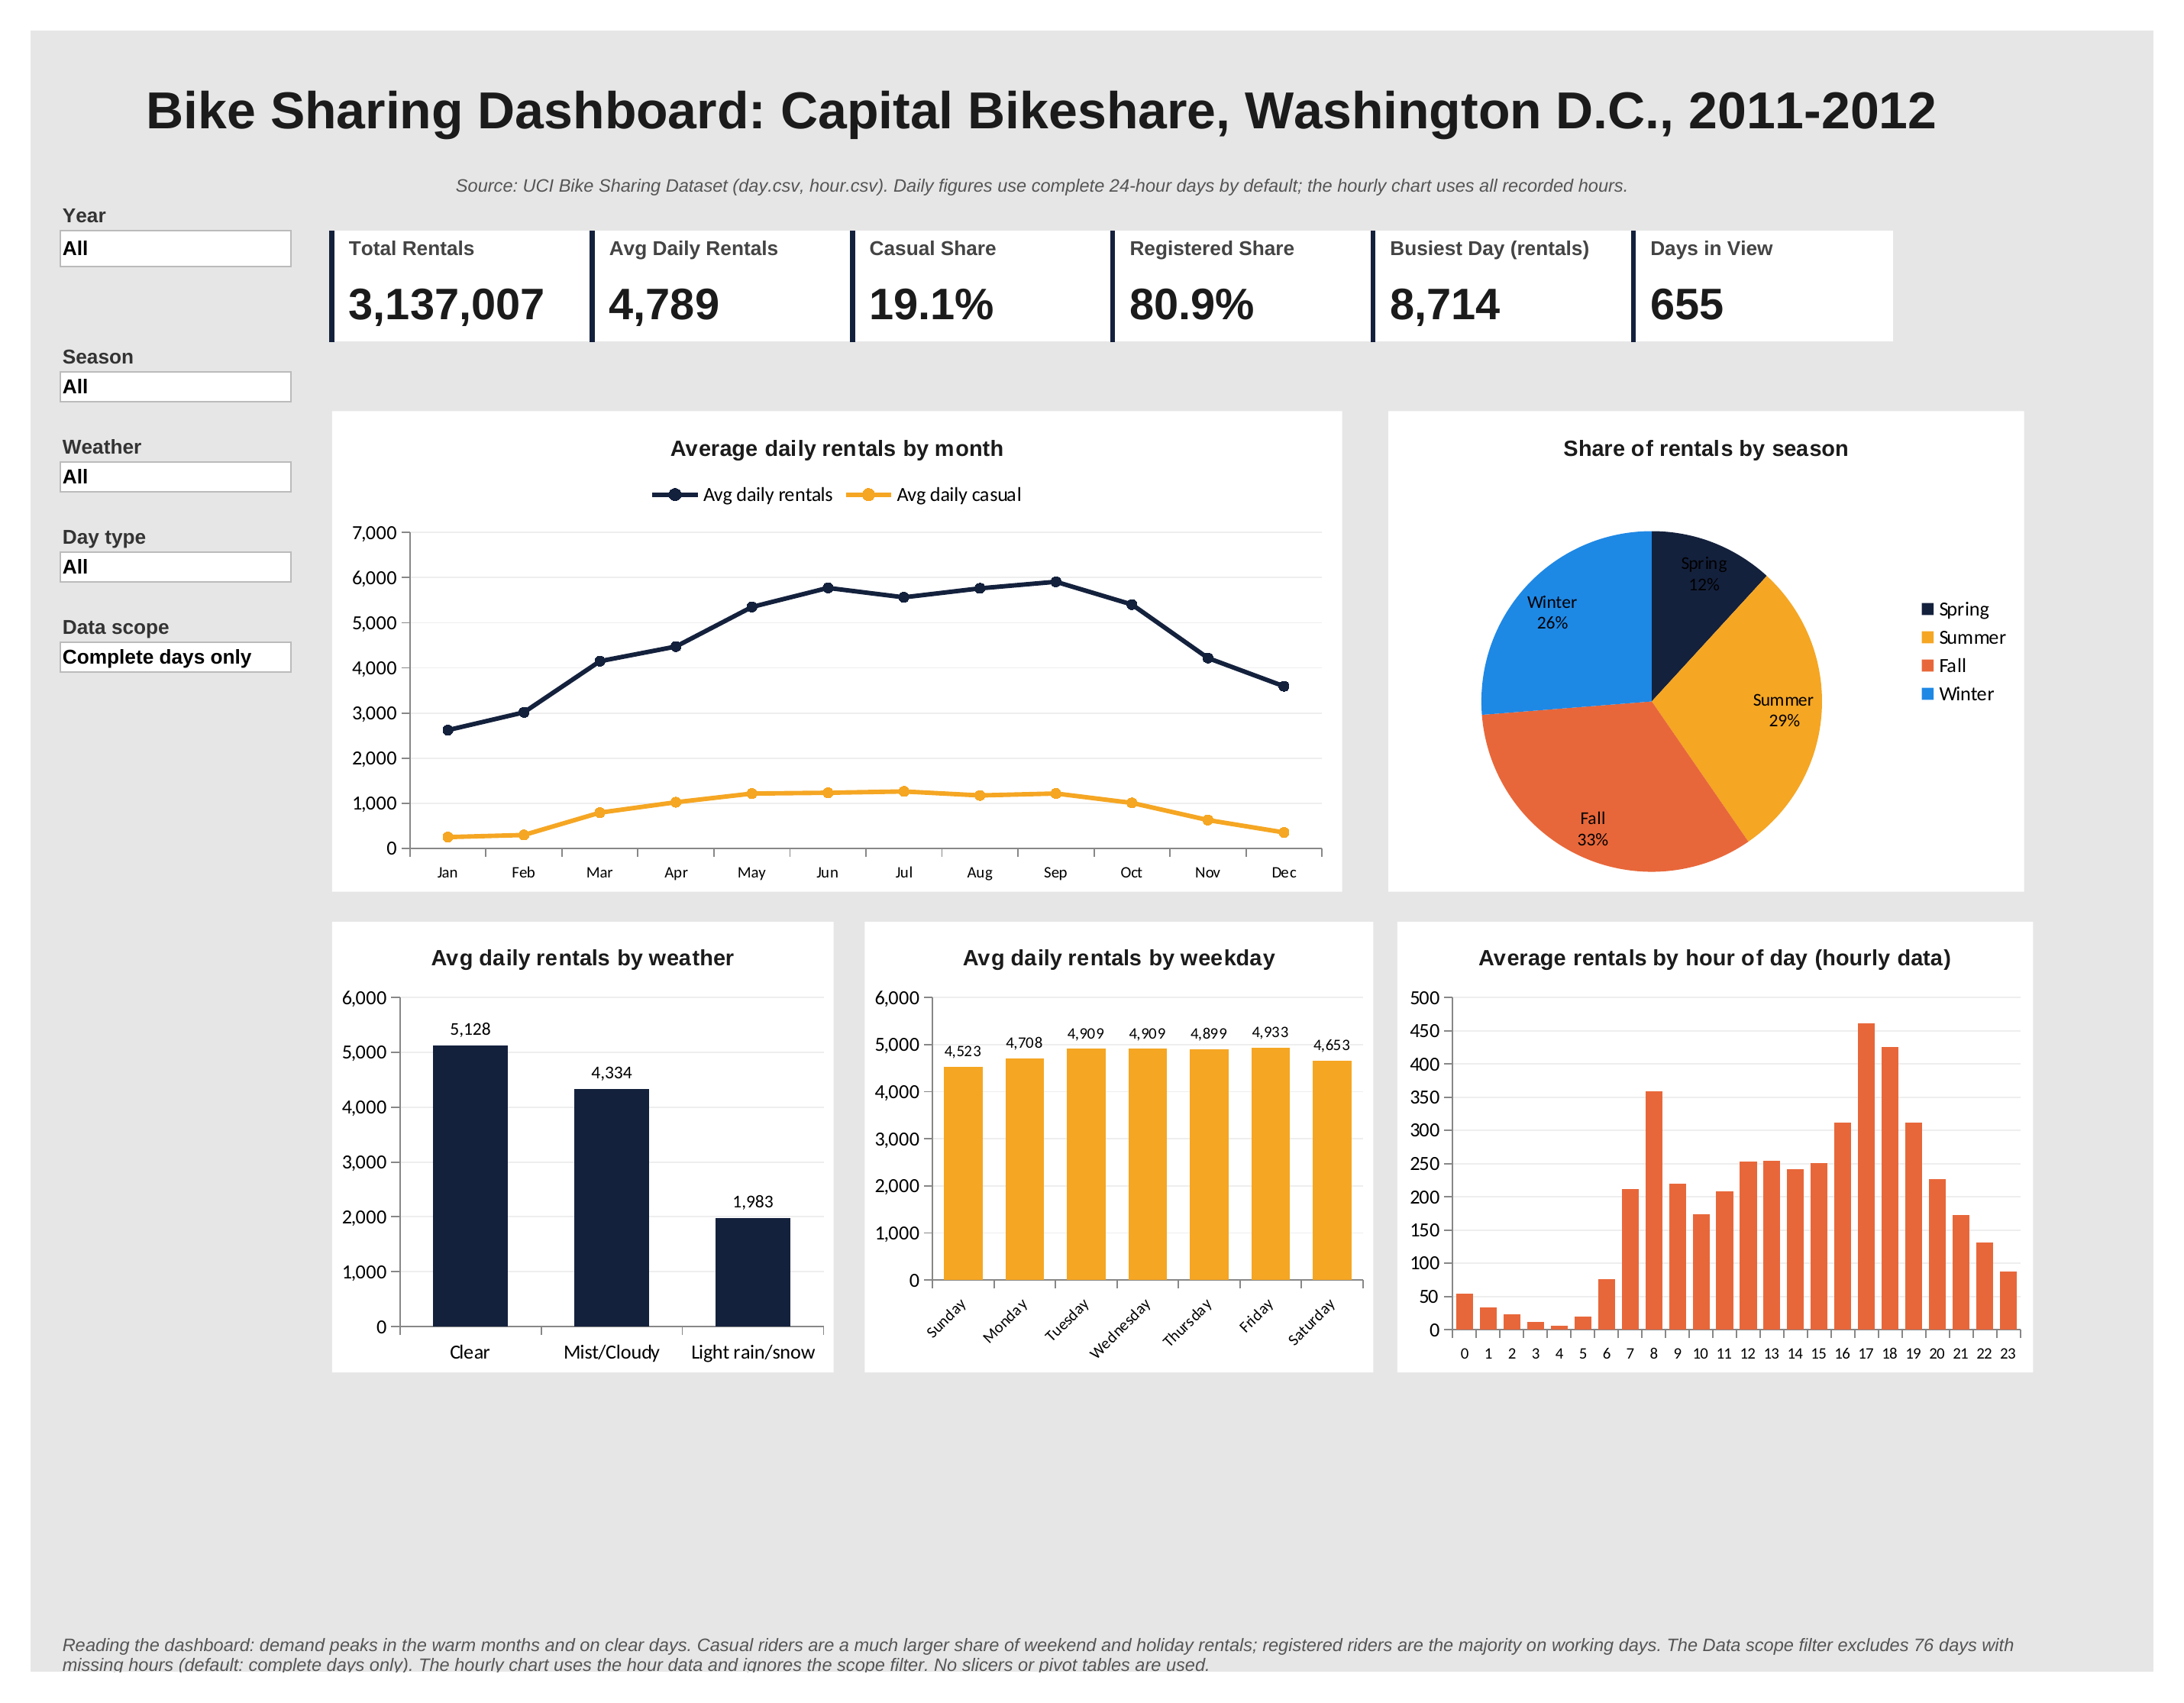 Bike Sharing Dashboard: Capital Bikeshare, Washington D.C., 2011-2012
Source: UCI Bike Sharing Dataset (day.csv, hour.csv). Daily figures use complete 24-hour days by default; the hourly chart uses all recorded hours.
Year
All
Season
All
Weather
All
Day type
All
Data scope
Complete days only
Total Rentals
3,137,007
Avg Daily Rentals
4,789
Casual Share
19.1%
Registered Share
80.9%
Busiest Day (rentals)
8,714
Days in View
655
Average daily rentals by month
Avg daily rentals
Avg daily casual
7,000
6,000
5,000
4,000
3,000
2,000
1,000
0
Jan Feb Mar Apr May Jun Jul Aug Sep Oct Nov Dec
Share of rentals by season
Spring
12%
Summer
29%
Fall
33%
Winter
26%
Spring
Summer
Fall
Winter
Avg daily rentals by weather
6,000
5,000
4,000
3,000
2,000
1,000
0
5,128
4,334
1,983
Clear Mist/Cloudy Light rain/snow
Avg daily rentals by weekday
6,000
5,000
4,000
3,000
2,000
1,000
0
4,523 4,708 4,909 4,909 4,899 4,933 4,653
Sunday Monday Tuesday Wednesday Thursday Friday Saturday
Average rentals by hour of day (hourly data)
500
450
400
350
300
250
200
150
100
50
0
0 1 2 3 4 5 6 7 8 9 10 11 12 13 14 15 16 17 18 19 20 21 22 23
Reading the dashboard: demand peaks in the warm months and on clear days. Casual riders are a much larger share of weekend and holiday rentals; registered riders are the majority on working days. The Data scope filter excludes 76 days with
missing hours (default: complete days only). The hourly chart uses the hour data and ignores the scope filter. No slicers or pivot tables are used.